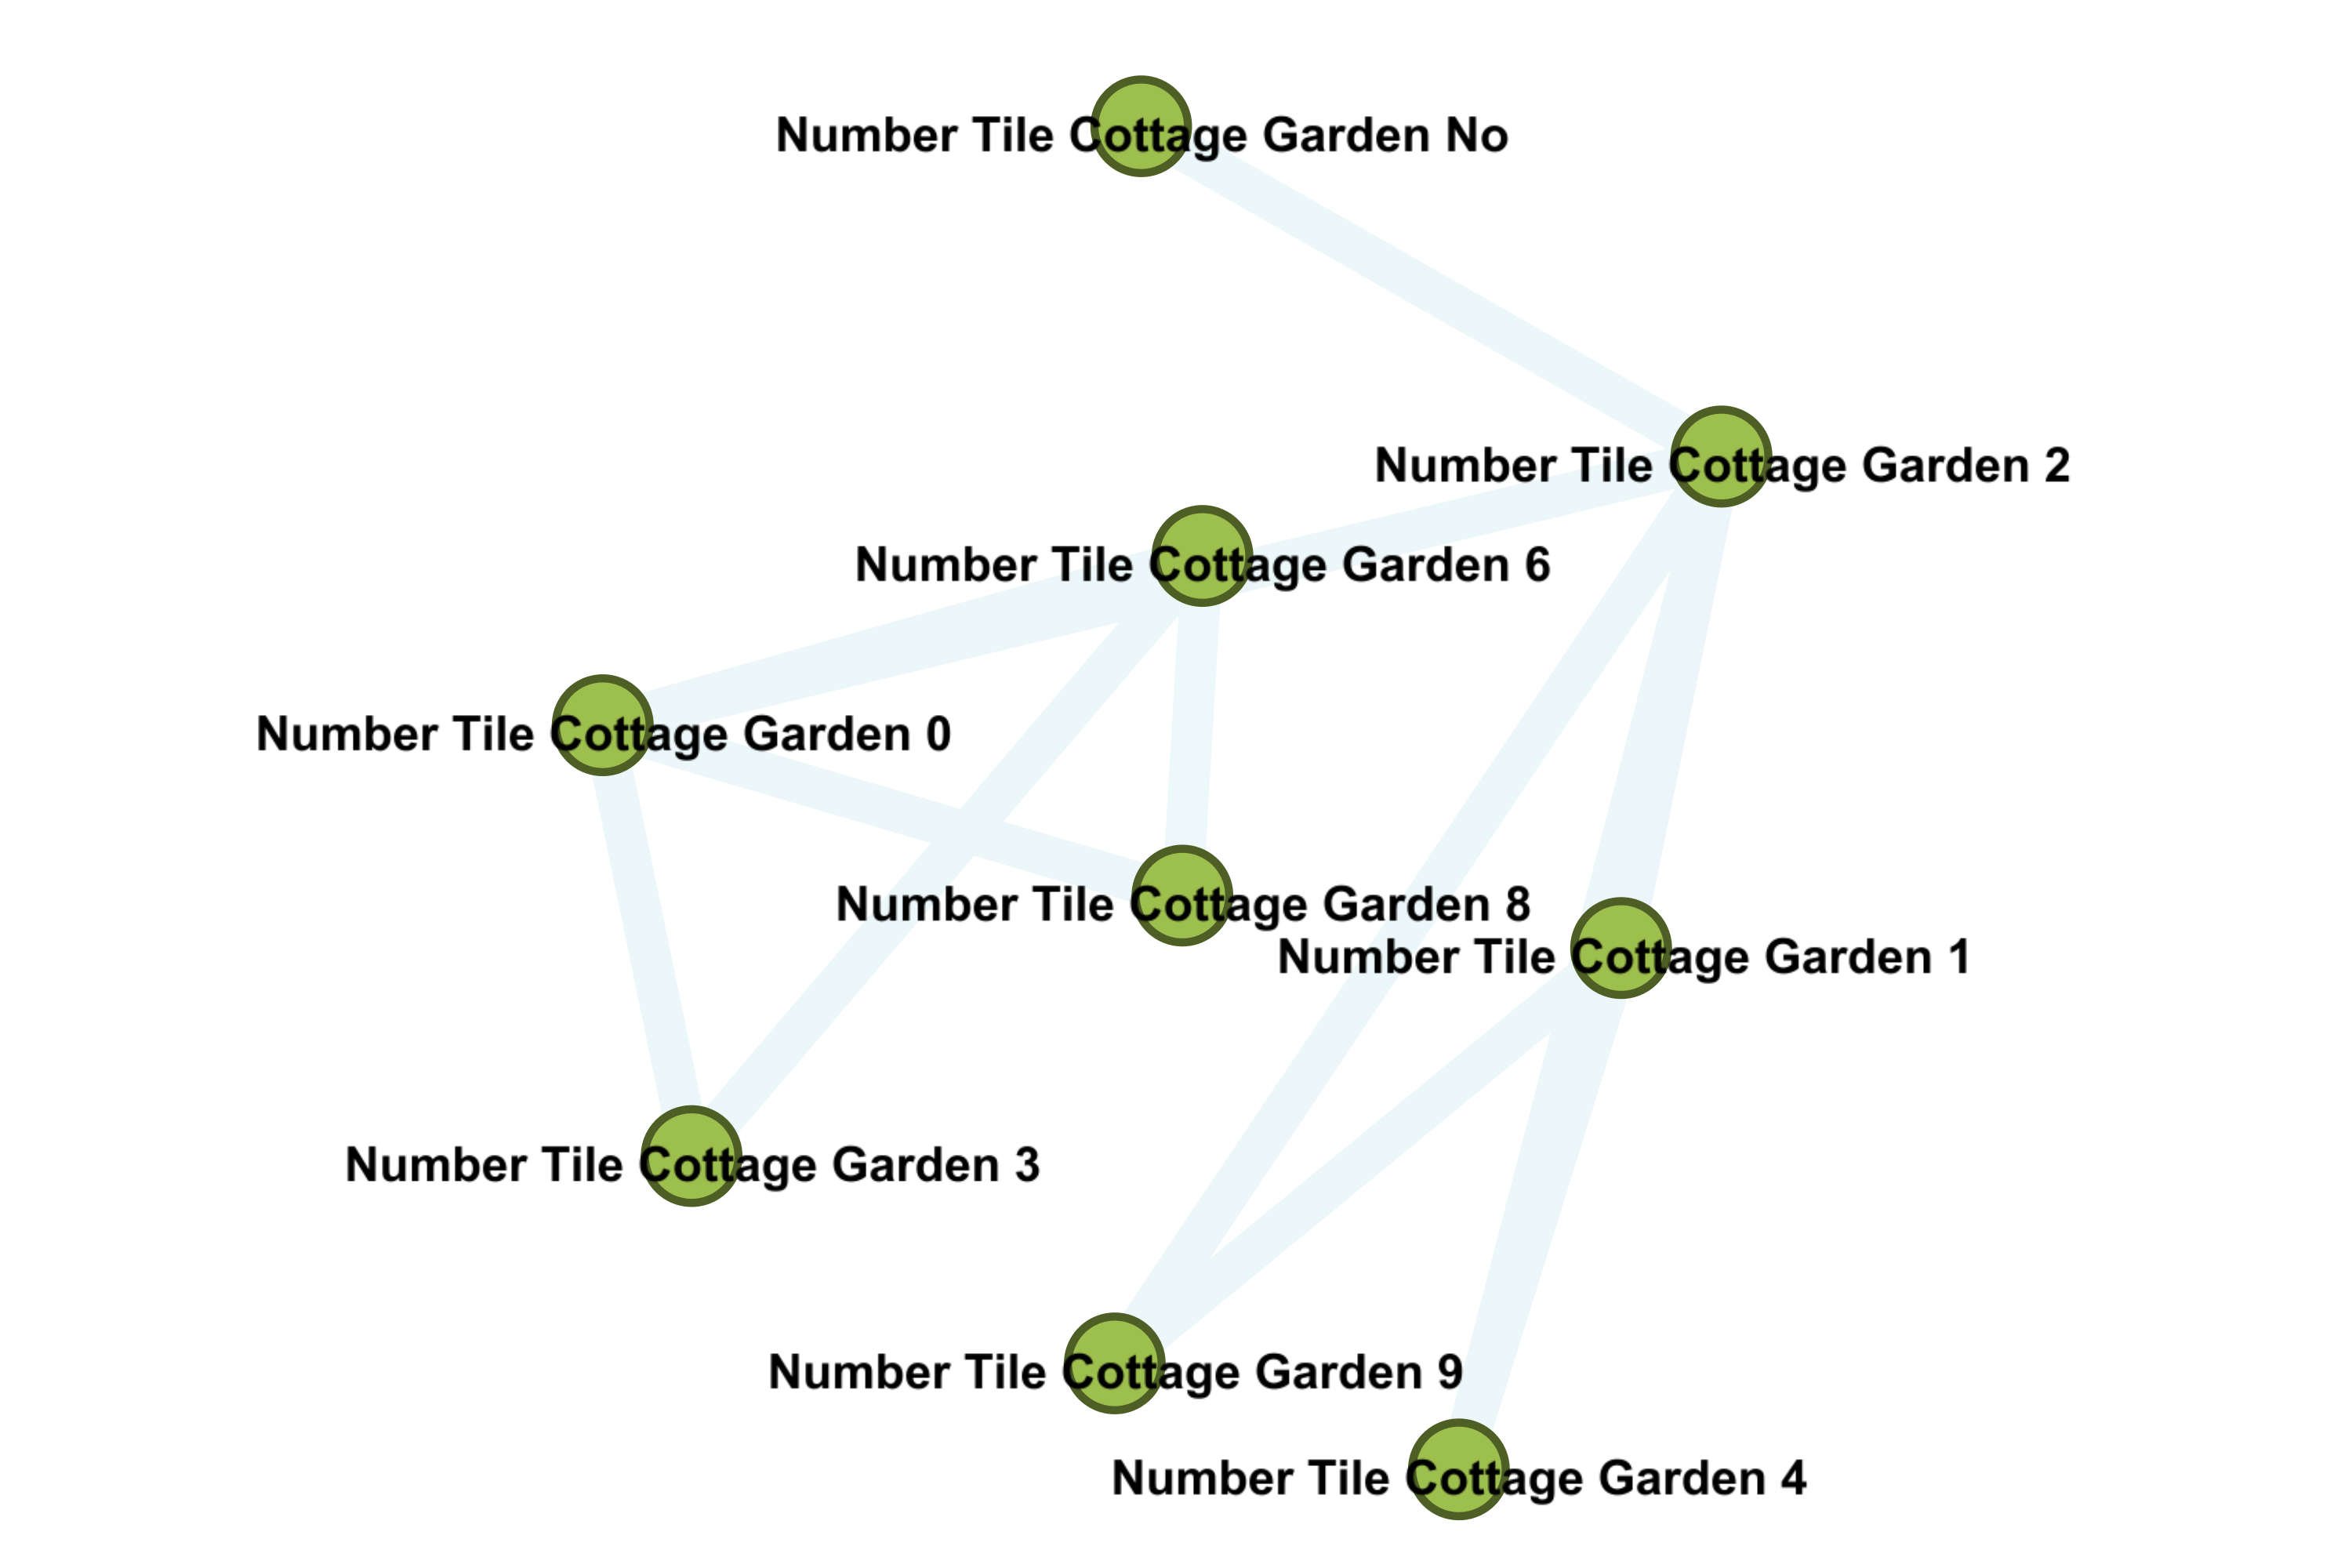 Number Tile Cottage Garden No
Number Tile Cottage Garden 2
Number Tile Cottage Garden 6
Number Tile Cottage Garden 0
Number Tile Cottage Garden 8
Number Tile Cottage Garden 1
Number Tile Cottage Garden 3
Number Tile Cottage Garden 9
Number Tile Cottage Garden 4